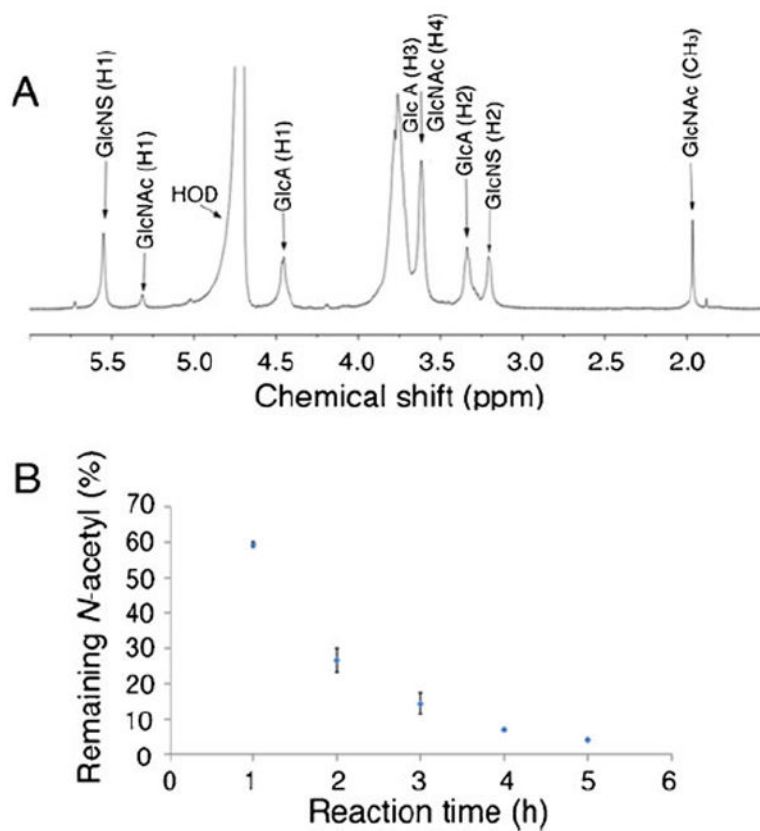 A
GlcNS (H1)
GlcNAc (H1)
HOD
GlcA (H1)
Glc A (H3)
GlcNAc (H4)
GlcA (H2)
GlcNS (H2)
GlcNAc (CH₃)
5.5 5.0 4.5 4.0 3.5 3.0 2.5 2.0
Chemical shift (ppm)
B
Remaining N-acetyl (%)
70
60
50
40
30
20
10
0
0 1 2 3 4 5 6
Reaction time (h)